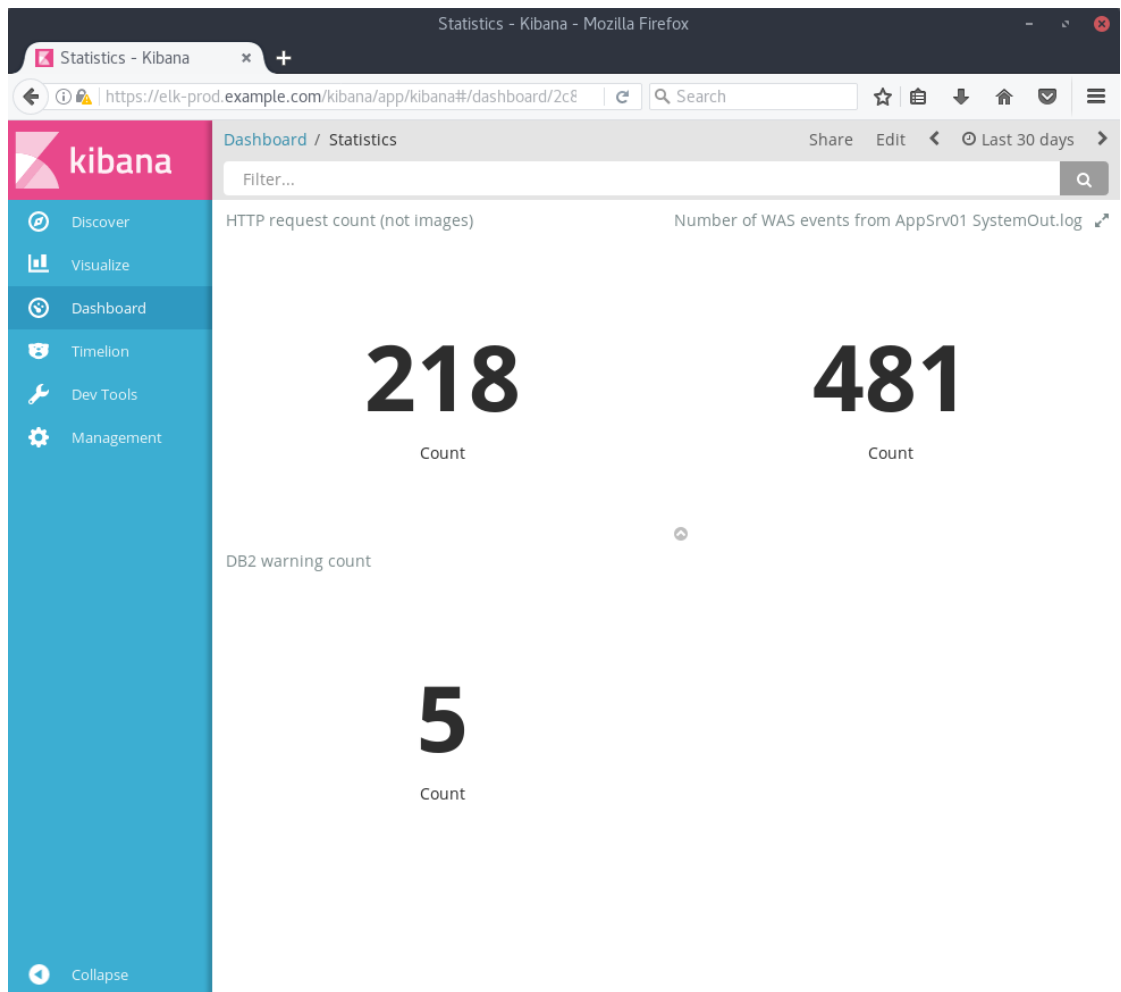 Statistics - Kibana - Mozilla Firefox
Statistics - Kibana
https://elk-prod.example.com/kibana/app/kibana#/dashboard/2c8
Search
kibana
Dashboard / Statistics
Share Edit Last 30 days
Filter...
Discover
Visualize
Dashboard
Timelion
Dev Tools
Management
Collapse
HTTP request count (not images)
218
Count
Number of WAS events from AppSrv01 SystemOut.log
481
Count
DB2 warning count
5
Count